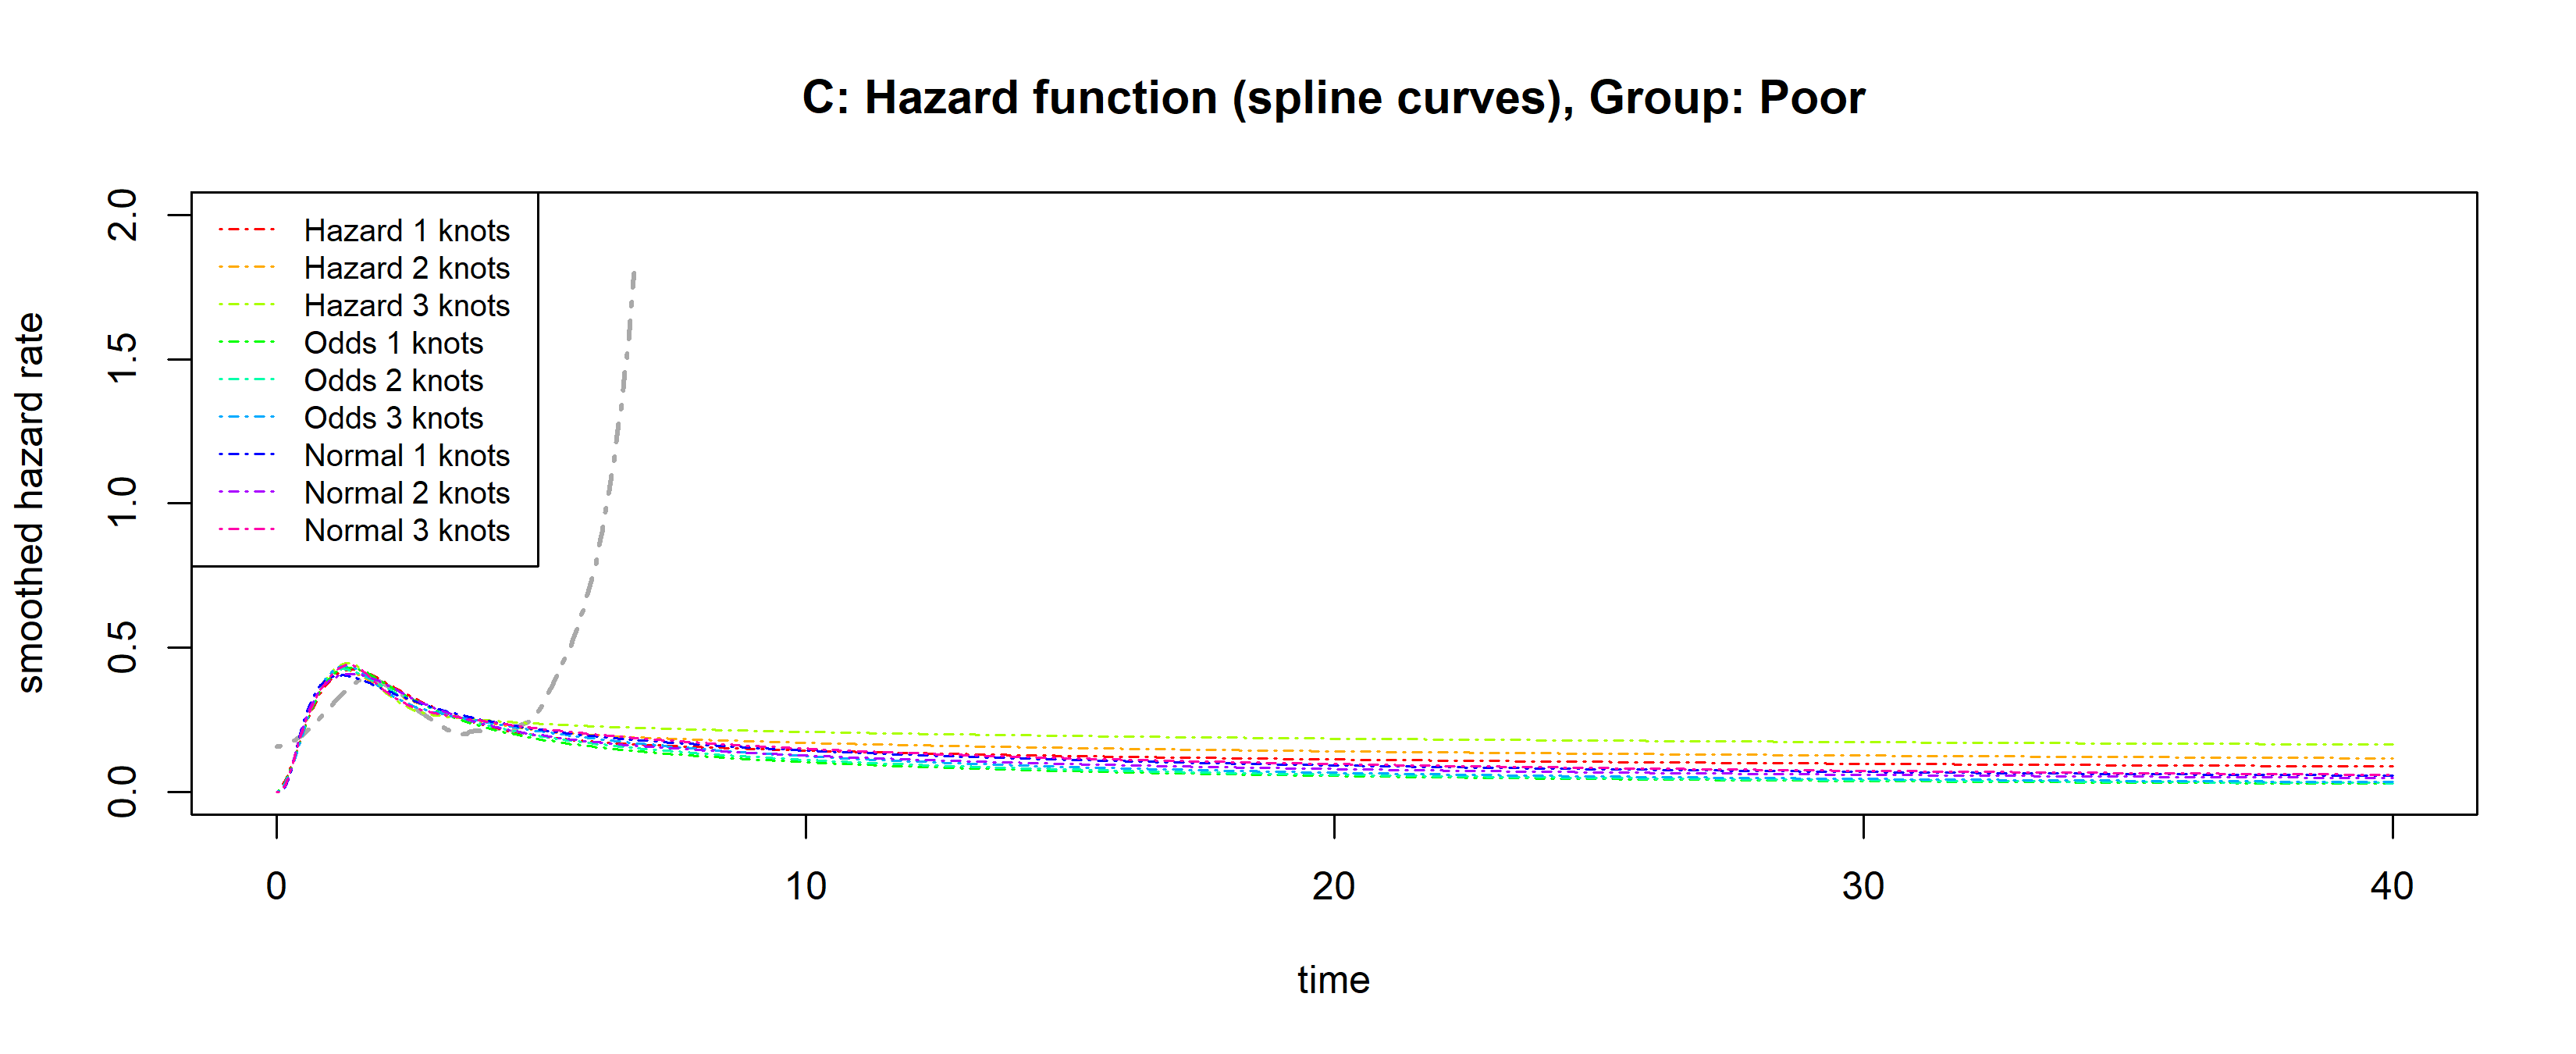 C: Hazard function (spline curves), Group: Poor
smoothed hazard rate
2.0
1.5
1.0
0.5
0.0
Hazard 1 knots
Hazard 2 knots
Hazard 3 knots
Odds 1 knots
Odds 2 knots
Odds 3 knots
Normal 1 knots
Normal 2 knots
Normal 3 knots
0 10 20 30 40
time